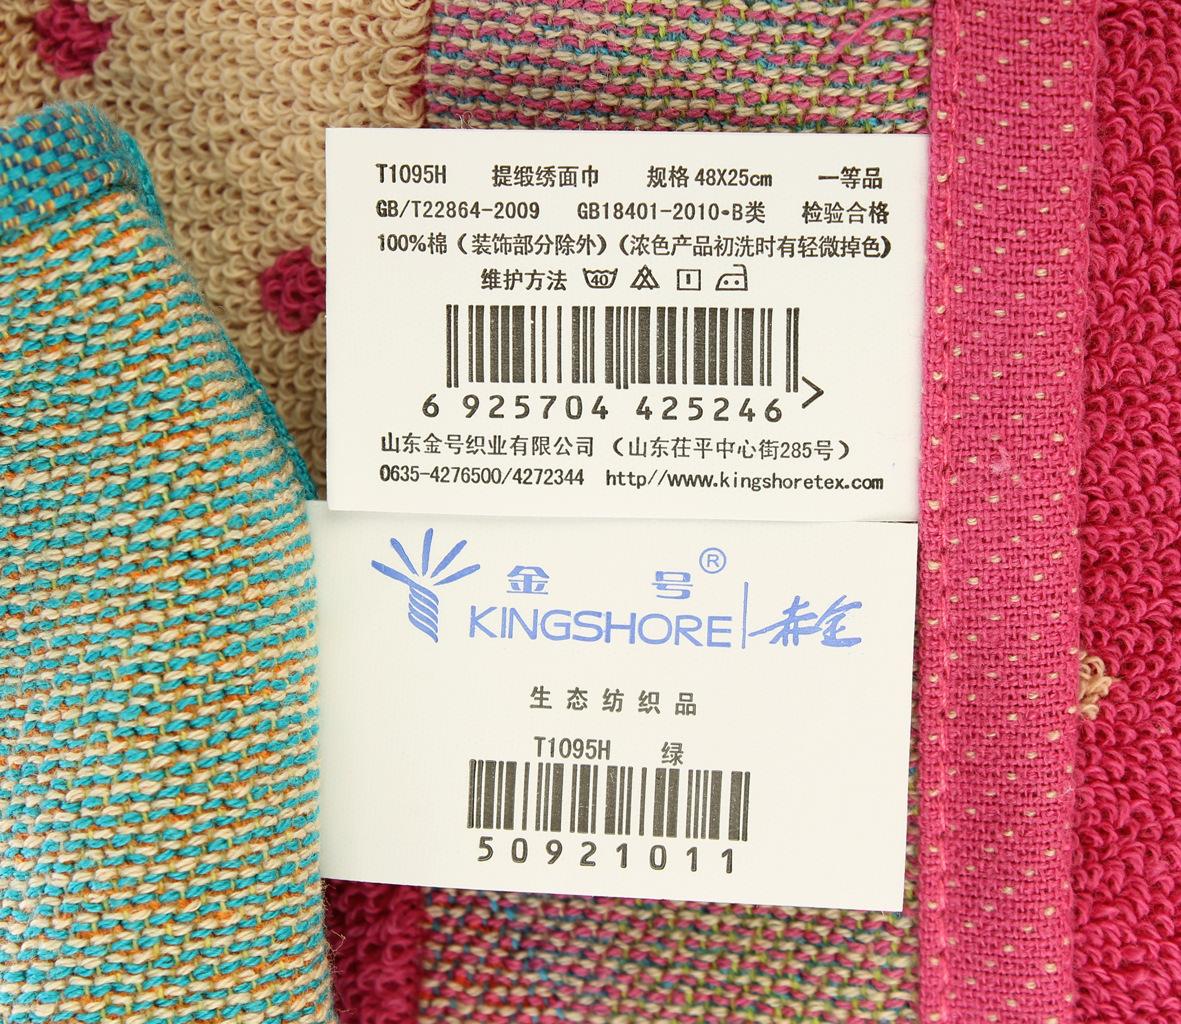 T1095H 提缎绣面巾 规格 48X25cm 一等品
GB/T22864-2009 GB18401-2010•B类 检验合格
100%棉（装饰部分除外）（浓色产品初洗时有轻微掉色）
维护方法 40
6 925704 425246 >
山东金号织业有限公司（山东茌平中心街285号）
0635-4276500/4272344 http//www.kingshoretex.com
金号®
KINGSHORE 赤金
生态纺织品
T1095H 绿
50921011